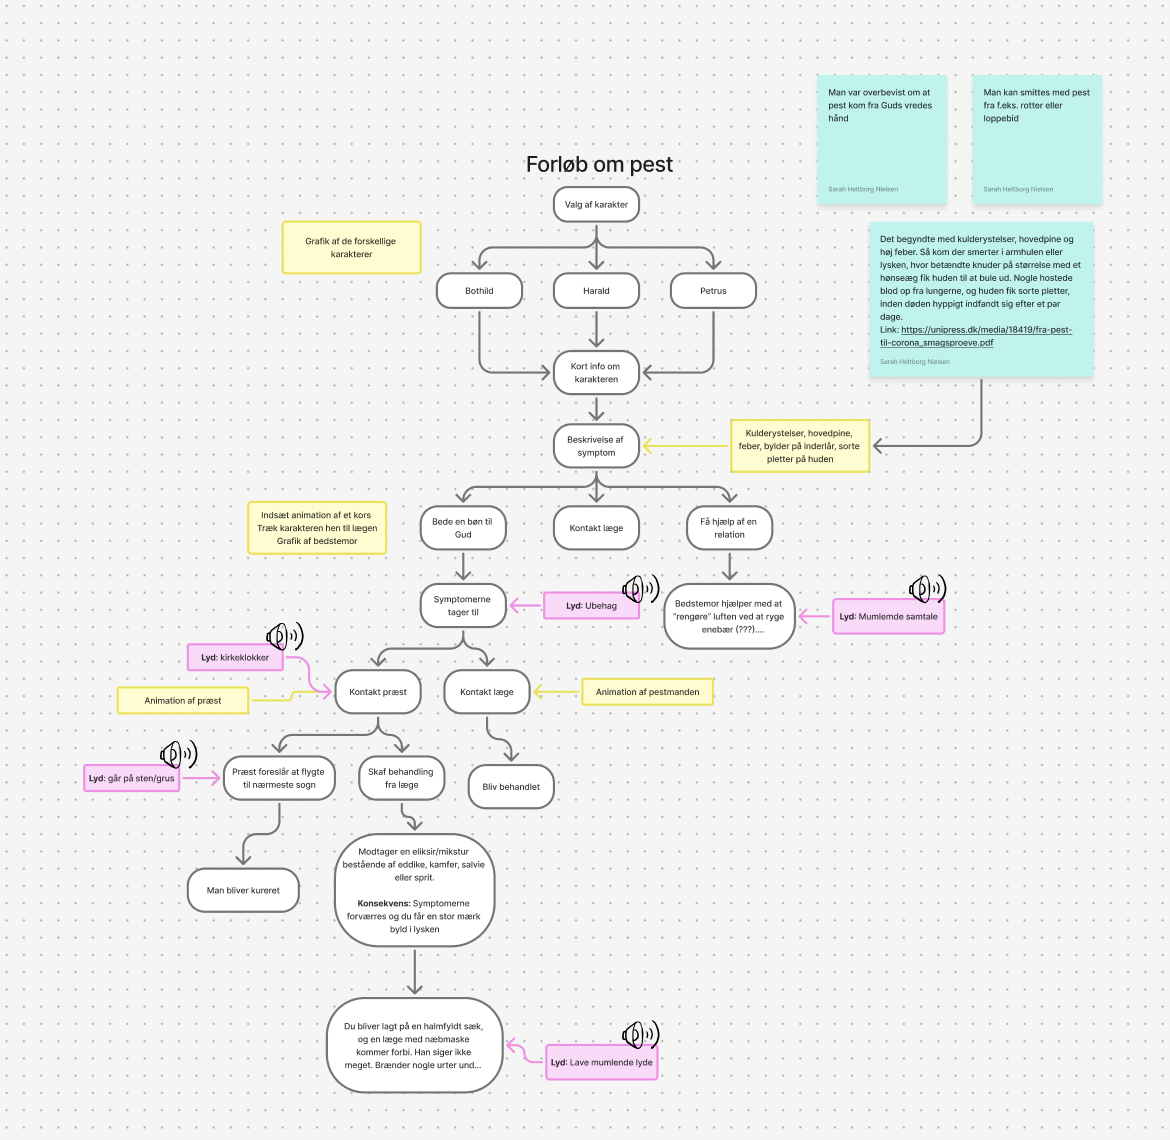 Man var overbevist om at
pest kom fra Guds vredes
hånd
Sarah Heltborg Nielsen
Man kan smittes med pest
fra f.eks. rotter eller
loppebid
Sarah Heltborg Nielsen
Forløb om pest
Valg af karakter
Grafik af de forskellige
karakterer
Det begyndte med kulderystelser, hovedpine og
høj feber. Så kom der smerter i armhulen eller
lysken, hvor betændte knuder på størrelse med et
hønseæg fik huden til at bule ud. Nogle hostede
blod op fra lungerne, og huden fik sorte pletter,
inden døden hyppigt indfandt sig efter et par
dage.
Link: https://unipress.dk/media/18419/fra-pest-
til-corona_smagsproeve.pdf
Sarah Heltborg Nielsen
Bothild
Harald
Petrus
Kort info om
karakteren
Beskrivelse af
symptom
Kulderystelser, hovedpine,
feber, bylder på inderlår, sorte
pletter på huden
Indsæt animation af et kors
Træk karakteren hen til lægen
Grafik af bedstemor
Bede en bøn til
Gud
Kontakt læge
Få hjælp af en
relation
Symptomerne
tager til
Lyd: Ubehag
Bedstemor hjælper med at
"rengøre" luften ved at ryge
enebær (???)....
Lyd: Mumlemde samtale
Lyd: kirkeklokker
Animation af præst
Kontakt præst
Kontakt læge
Animation af pestmanden
Lyd: går på sten/grus
Præst foreslår at flygte
til nærmeste sogn
Skaf behandling
fra læge
Bliv behandlet
Man bliver kureret
Modtager en eliksir/mikstur
bestående af eddike, kamfer, salvie
eller sprit.
Konsekvens: Symptomerne
forværres og du får en stor mærk
byld i lysken
Du bliver lagt på en halmfyldt sæk,
og en læge med næbmaske
kommer forbi. Han siger ikke
meget. Brænder nogle urter und...
Lyd: Lave mumlende lyde